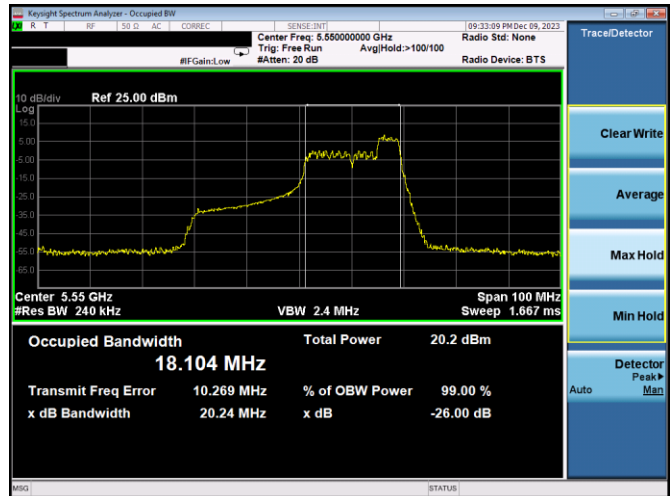 Keysight Spectrum Analyzer - Occupied BW
R T RF 50 Ω AC CORREC SENSE:INT 09:33:09 PM Dec 09, 2023
Center Freq: 5.550000000 GHz Radio Std: None
Trig: Free Run Avg|Hold:>100/100
#IFGain:Low #Atten: 20 dB Radio Device: BTS
Trace/Detector
10 dB/div Ref 25.00 dBm
Log
15.0
5.00
-5.00
-15.0
-25.0
-35.0
-45.0
-55.0
-65.0
Center 5.55 GHz Span 100 MHz
#Res BW 240 kHz VBW 2.4 MHz Sweep 1.667 ms
Occupied Bandwidth Total Power 20.2 dBm
18.104 MHz
Transmit Freq Error 10.269 MHz % of OBW Power 99.00 %
x dB Bandwidth 20.24 MHz x dB -26.00 dB
Clear Write
Average
Max Hold
Min Hold
Detector
Peak▶
Auto Man
MSG STATUS